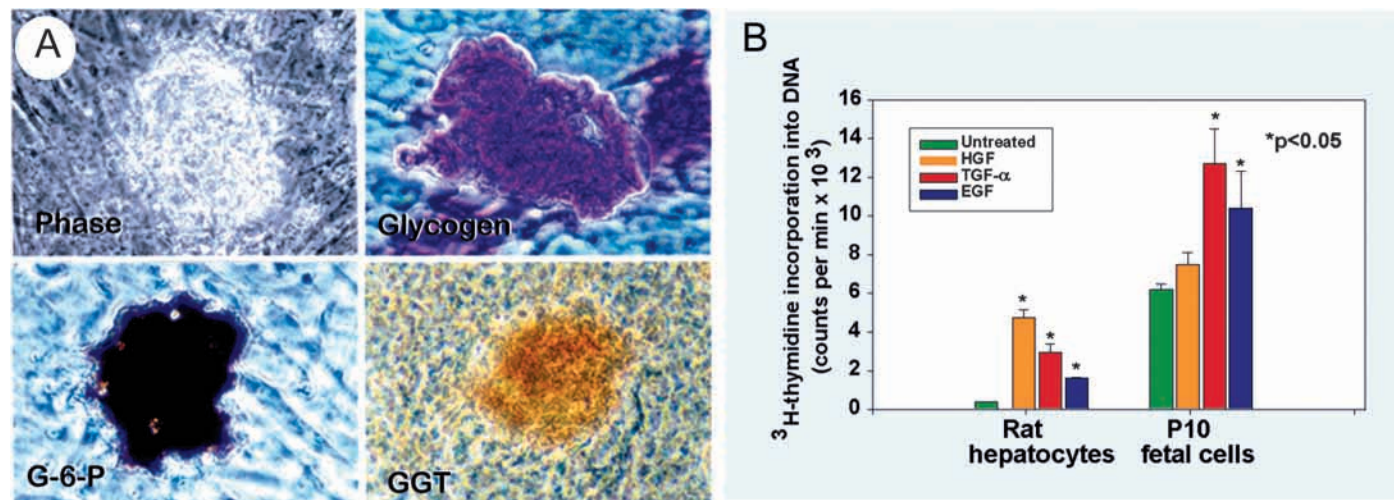 A
Phase
Glycogen
G-6-P
GGT
B
³H-thymidine incorporation into DNA
(counts per min x 10³)
16
14
12
10
8
6
4
2
0
Untreated
HGF
TGF-α
EGF
*p<0.05
*
*
*
*
*
Rat
hepatocytes
P10
fetal cells